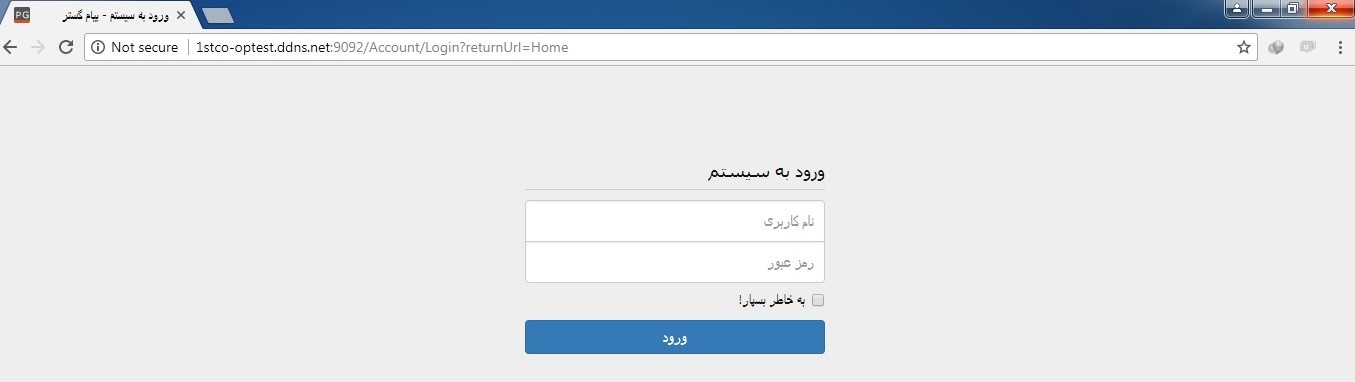 PG ورود به سیستم - پیام گستر
Not secure 1stco-optest.ddns.net:9092/Account/Login?returnUrl=Home
ورود به سیستم
نام کاربری
رمز عبور
به خاطر بسپار!
ورود